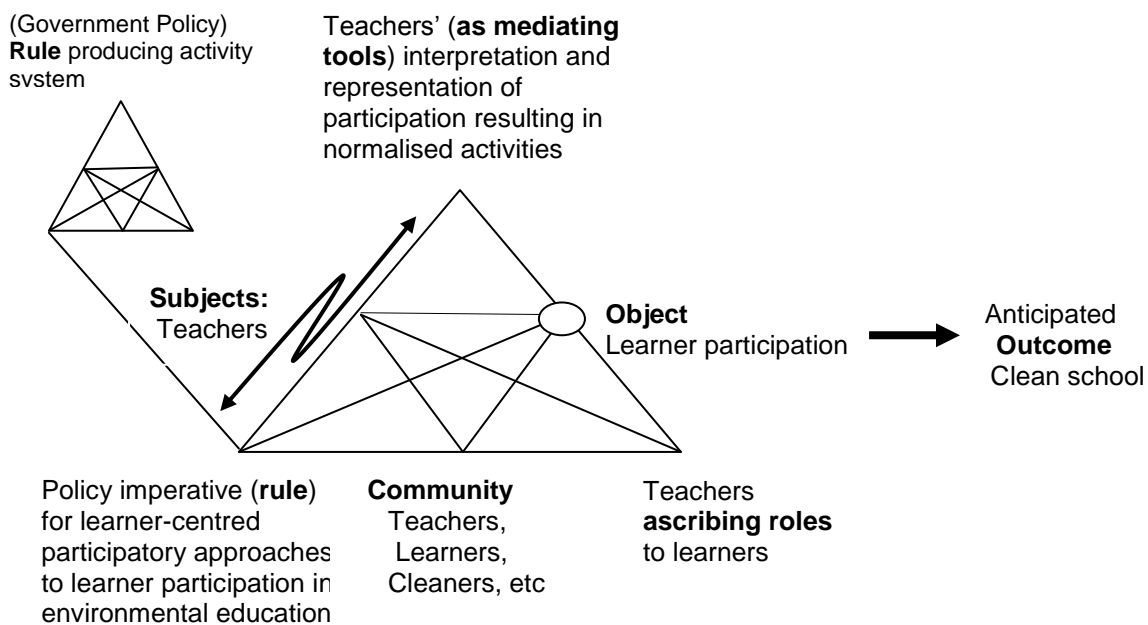 (Government Policy)
Rule producing activity
system
Teachers’ (as mediating
tools) interpretation and
representation of
participation resulting in
normalised activities
Subjects:
Teachers
Object
Learner participation
Anticipated
Outcome
Clean school
Policy imperative (rule)
for learner-centred
participatory approaches
to learner participation in
environmental education
Community
Teachers,
Learners,
Cleaners, etc
Teachers
ascribing roles
to learners